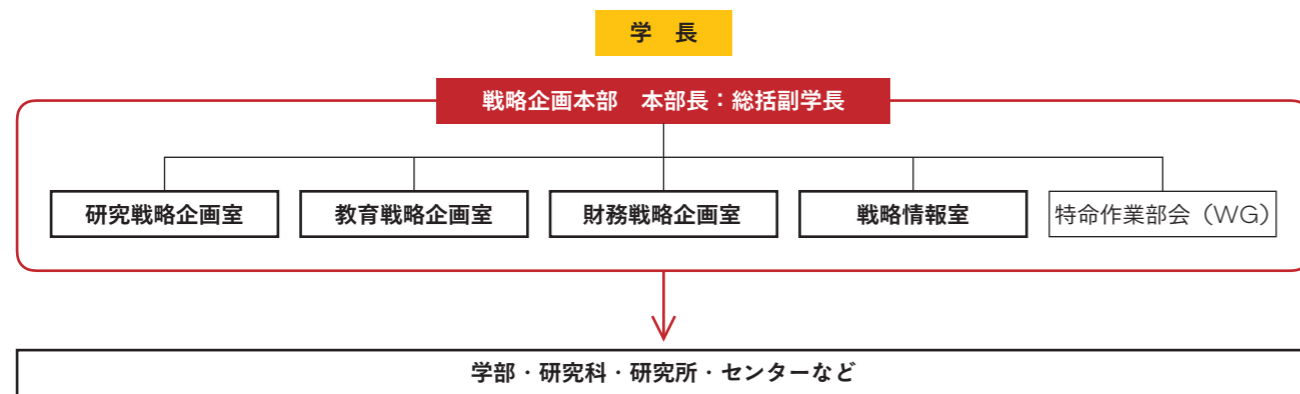 学　長
戦略企画本部　本部長：総括副学長
研究戦略企画室
教育戦略企画室
財務戦略企画室
戦略情報室
特命作業部会（WG）
学部・研究科・研究所・センターなど